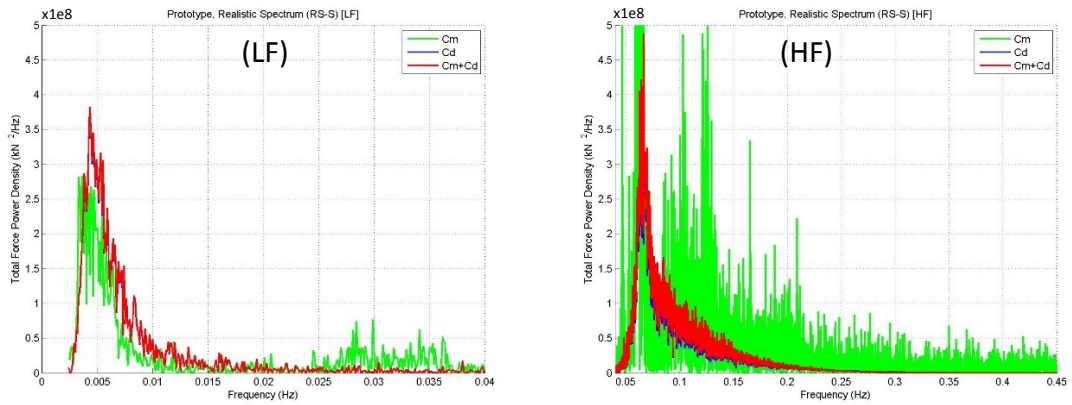 x1e8
Prototype, Realistic Spectrum (RS-S) [LF]
(LF)
Cm
Cd
Cm+Cd
Total Force Power Density (kN ²/Hz)
5
4.5
4
3.5
3
2.5
2
1.5
1
0.5
0
0 0.005 0.01 0.015 0.02 0.025 0.03 0.035 0.04
Frequency (Hz)
x1e8
Prototype, Realistic Spectrum (RS-S) [HF]
(HF)
Cm
Cd
Cm+Cd
Total Force Power Density (kN ²/Hz)
5
4.5
4
3.5
3
2.5
2
1.5
1
0.5
0
0.05 0.1 0.15 0.2 0.25 0.3 0.35 0.4 0.45
Frequency (Hz)